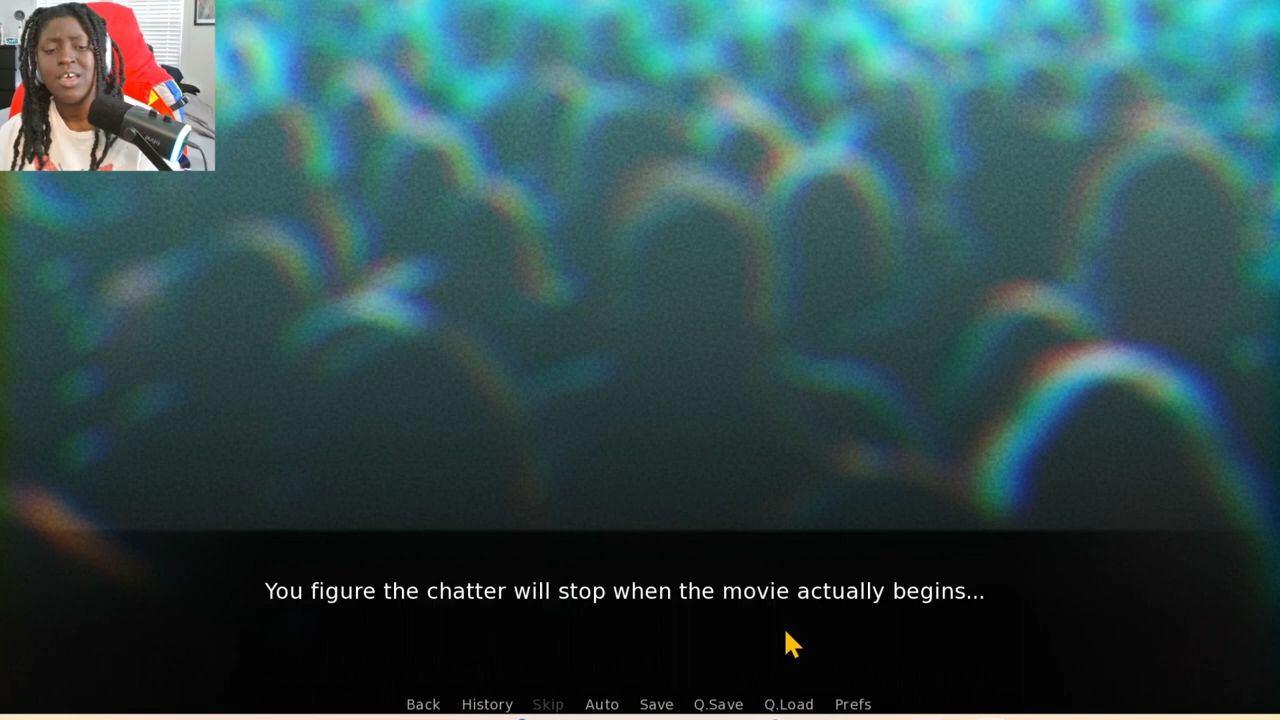 You figure the chatter will stop when the movie actually begins...
Back History Skip Auto Save Q.Save Q.Load Prefs